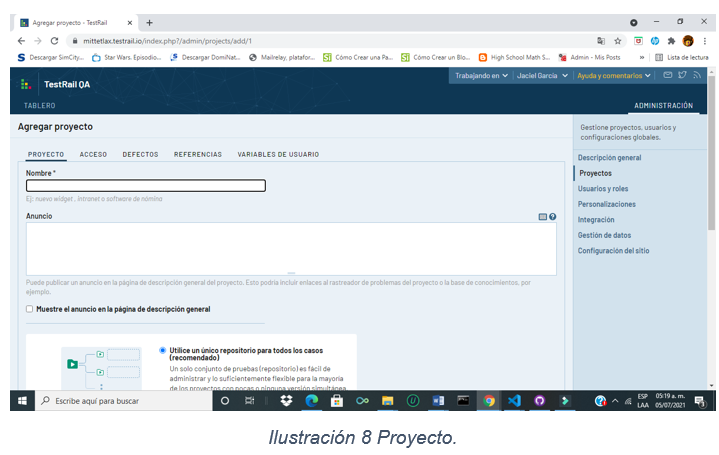 Agregar proyecto - TestRail
mittetlax.testrail.io/index.php?/admin/projects/add/1
Descargar SimCity... Star Wars. Episodio... Descargar DomiNat... Mailrelay, platafor... Cómo Crear una Pa... Cómo Crear un Blo... High School Math S... Admin - Mis Posts » Lista de lectura
TestRail QA
Trabajando en Jaciel Garcia Ayuda y comentarios
TABLERO
ADMINISTRACIÓN
Agregar proyecto
PROYECTO ACCESO DEFECTOS REFERENCIAS VARIABLES DE USUARIO
Nombre *
Ej: nuevo widget , intranet o software de nómina
Anuncio
Puede publicar un anuncio en la página de descripción general del proyecto. Esto podría incluir enlaces al rastreador de problemas del proyecto o la base de conocimientos, por
ejemplo.
Muestre el anuncio en la página de descripción general
Utilice un único repositorio para todos los casos
(recomendado)
Un solo conjunto de pruebas (repositorio) es fácil de
administrar y lo suficientemente flexible para la mayoría
de los proyectos con pocas o ninguna versión simultánea.
Gestione proyectos, usuarios y
configuraciones globales.
Descripción general
Proyectos
Usuarios y roles
Personalizaciones
Integración
Gestión de datos
Configuración del sitio
Escribe aquí para buscar
ESP
LAA
05:19 a. m.
05/07/2021
Ilustración 8 Proyecto.